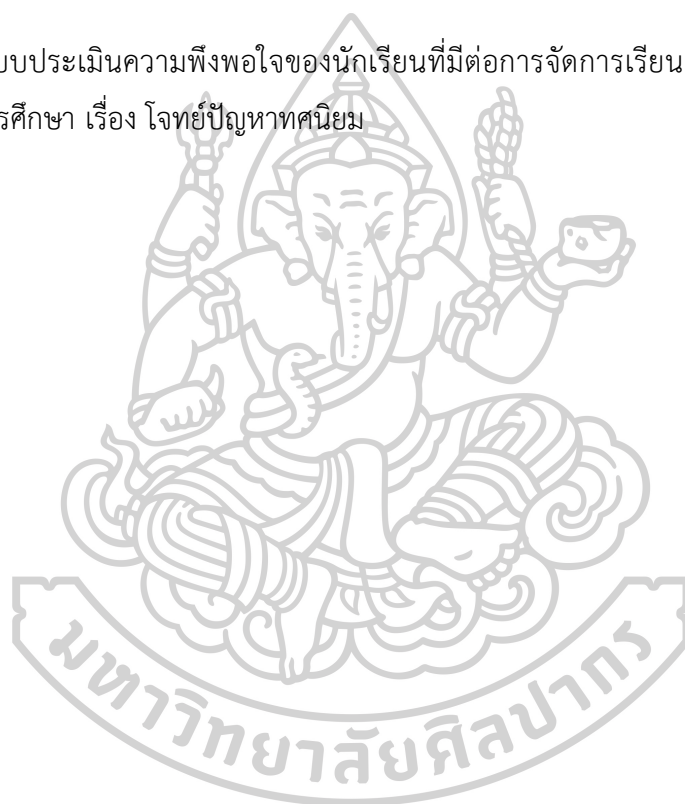 บบประเมินความพึงพอใจของนักเรียนที่มีต่อการจัดการเรียน
รศึกษา เรื่อง โจทย์ปัญหาทศนิยม
มหาวิทยาลัยศิลปากร